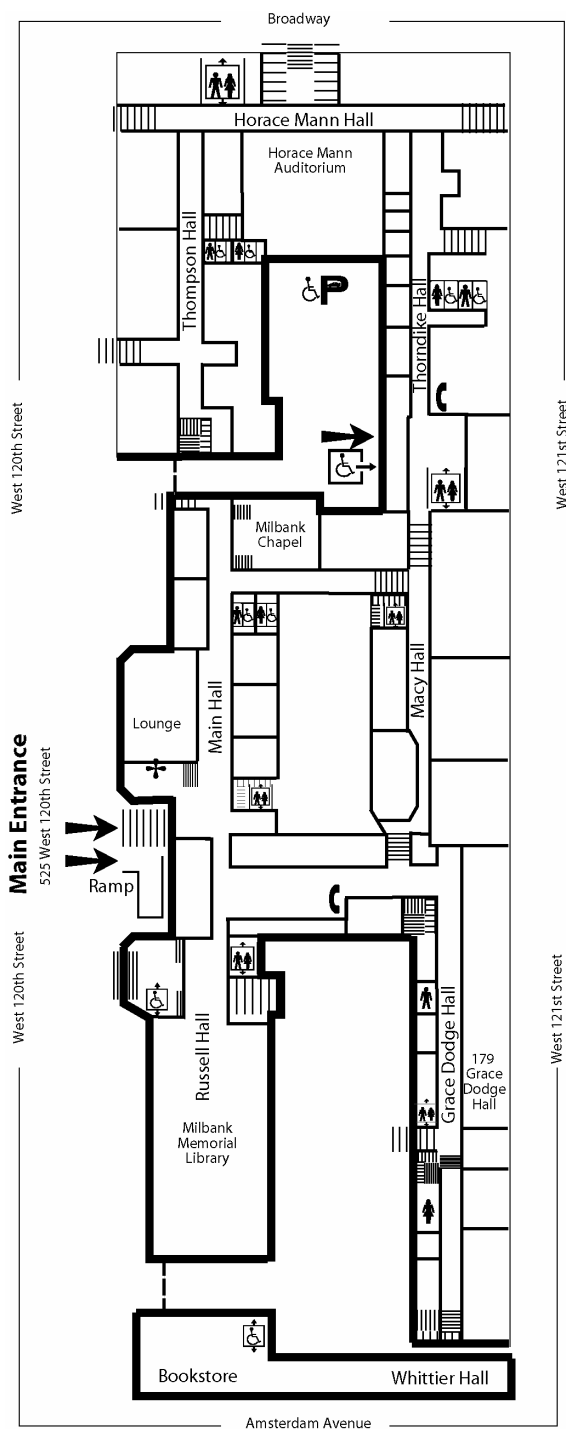 Broadway
Horace Mann Hall
Horace Mann
Auditorium
Thompson Hall
P
Thorndike Hall
West 120th Street
West 121st Street
Milbank
Chapel
Main Hall
Macy Hall
Lounge
Main Entrance
525 West 120th Street
Ramp
West 120th Street
West 121st Street
Russell Hall
Grace Dodge Hall
179
Grace
Dodge
Hall
Milbank
Memorial
Library
Bookstore
Whittier Hall
Amsterdam Avenue